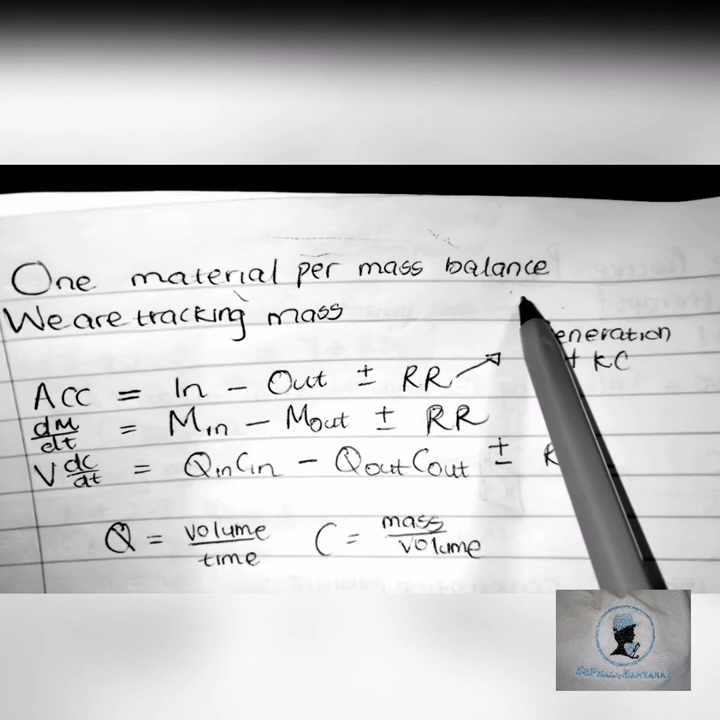 One material per mass balance
We are tracking mass
eneration
Acc = In - Out ± RR
+ KC
dM/dt = Min - Mout ± RR
V dc/dt = QinCin - QoutCout ± R
Q = volume/time C = mass/volume